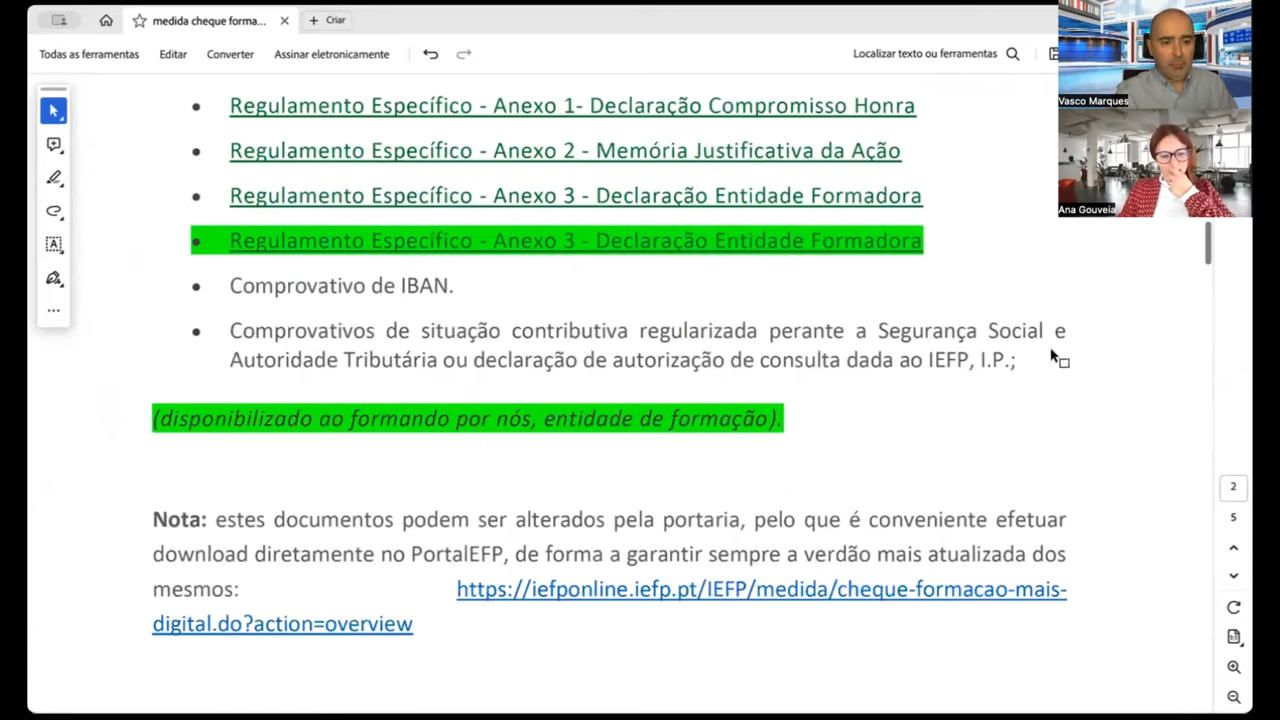 medida cheque forma...
Criar
Todas as ferramentas
Editar
Converter
Assinar eletronicamente
Localizar texto ou ferramentas
Vasco Marques
Ana Gouveia
• Regulamento Específico - Anexo 1- Declaração Compromisso Honra
• Regulamento Específico - Anexo 2 - Memória Justificativa da Ação
• Regulamento Específico - Anexo 3 - Declaração Entidade Formadora
• Regulamento Específico - Anexo 3 - Declaração Entidade Formadora
• Comprovativo de IBAN.
• Comprovativos de situação contributiva regularizada perante a Segurança Social e
Autoridade Tributária ou declaração de autorização de consulta dada ao IEFP, I.P.;
(disponibilizado ao formando por nós, entidade de formação).
Nota: estes documentos podem ser alterados pela portaria, pelo que é conveniente efetuar
download diretamente no PortalEFP, de forma a garantir sempre a verdão mais atualizada dos
mesmos: https://iefponline.iefp.pt/IEFP/medida/cheque-formacao-mais-
digital.do?action=overview
2
5